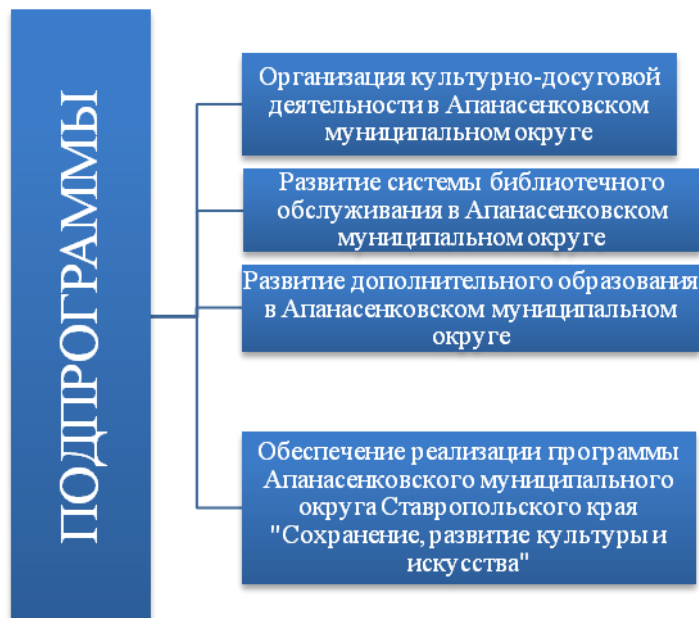 ПОДПРОГРАММЫ
Организация культурно-досуговой
деятельности в Апанасенковском
муниципальном округе
Развитие системы библиотечного
обслуживания в Апанасенковском
муниципальном округе
Развитие дополнительного образования
в Апанасенковском муниципальном
округе
Обеспечение реализации программы
Апанасенковского муниципального
округа Ставропольского края
"Сохранение, развитие культуры и
искусства"